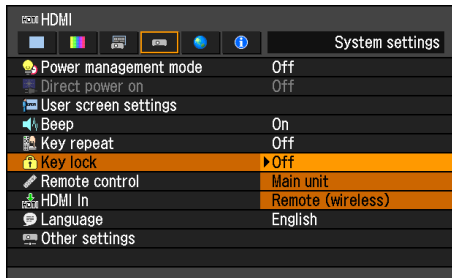 HDMI
System settings
Power management mode Off
Direct power on Off
User screen settings
Beep On
Key repeat Off
Key lock Off
Remote control Main unit
HDMI In Remote (wireless)
Language English
Other settings